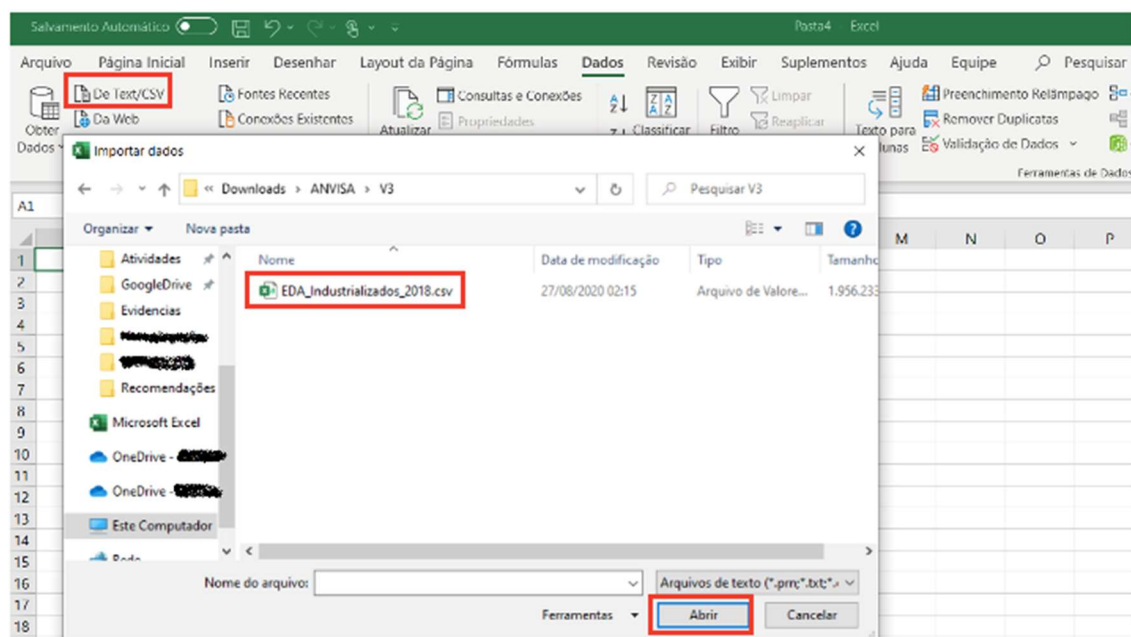 Salvamento Automático Pasta4 - Excel
Arquivo Página Inicial Inserir Desenhar Layout da Página Fórmulas Dados Revisão Exibir Suplementos Ajuda Equipe Pesquisar
De Text/CSV Fontes Recentes Consultas e Conexões Limpar Preenchimento Relâmpago
Da Web Conexões Existentes Propriedades Reaplicar Remover Duplicatas
Obter Atualizar Classificar Filtro Texto para
Dados lunas Validação de Dados
Importar dados
Ferramentas de Dados
Downloads > ANVISA > V3 Pesquisar V3
A1
Organizar Nova pasta
M N O P
Nome Data de modificação Tipo Tamanho
EDA_Industrializados_2018.csv 27/08/2020 02:15 Arquivo de Valore... 1.956.233
Atividades
GoogleDrive
Evidencias
Recomendações
Microsoft Excel
OneDrive -
OneDrive -
Este Computador
1
2
3
4
5
6
7
8
9
10
11
12
13
14
15
16
17
18
Nome do arquivo: Arquivos de texto (*.prn;*.txt;*.
Ferramentas Abrir Cancelar